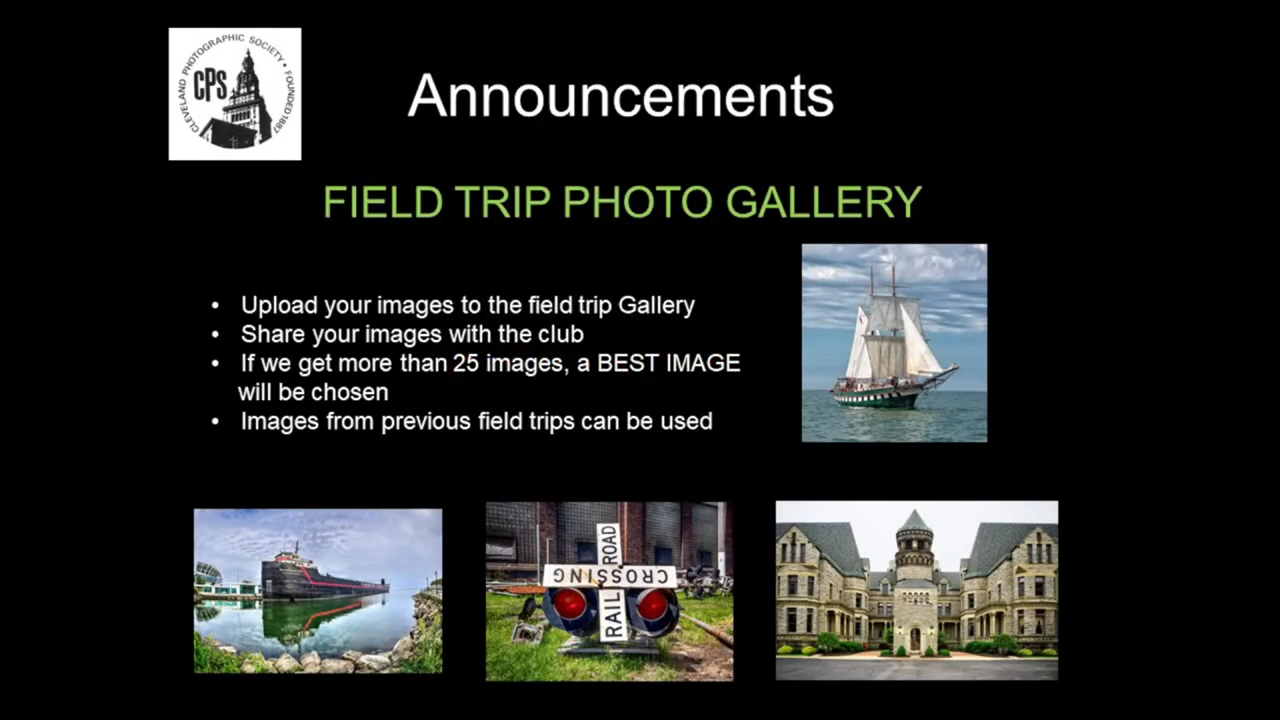 CLEVELAND PHOTOGRAPHIC SOCIETY • FOUNDED 1887
CPS
Announcements
FIELD TRIP PHOTO GALLERY
• Upload your images to the field trip Gallery
• Share your images with the club
• If we get more than 25 images, a BEST IMAGE
will be chosen
• Images from previous field trips can be used
RAILROAD
CROSSING